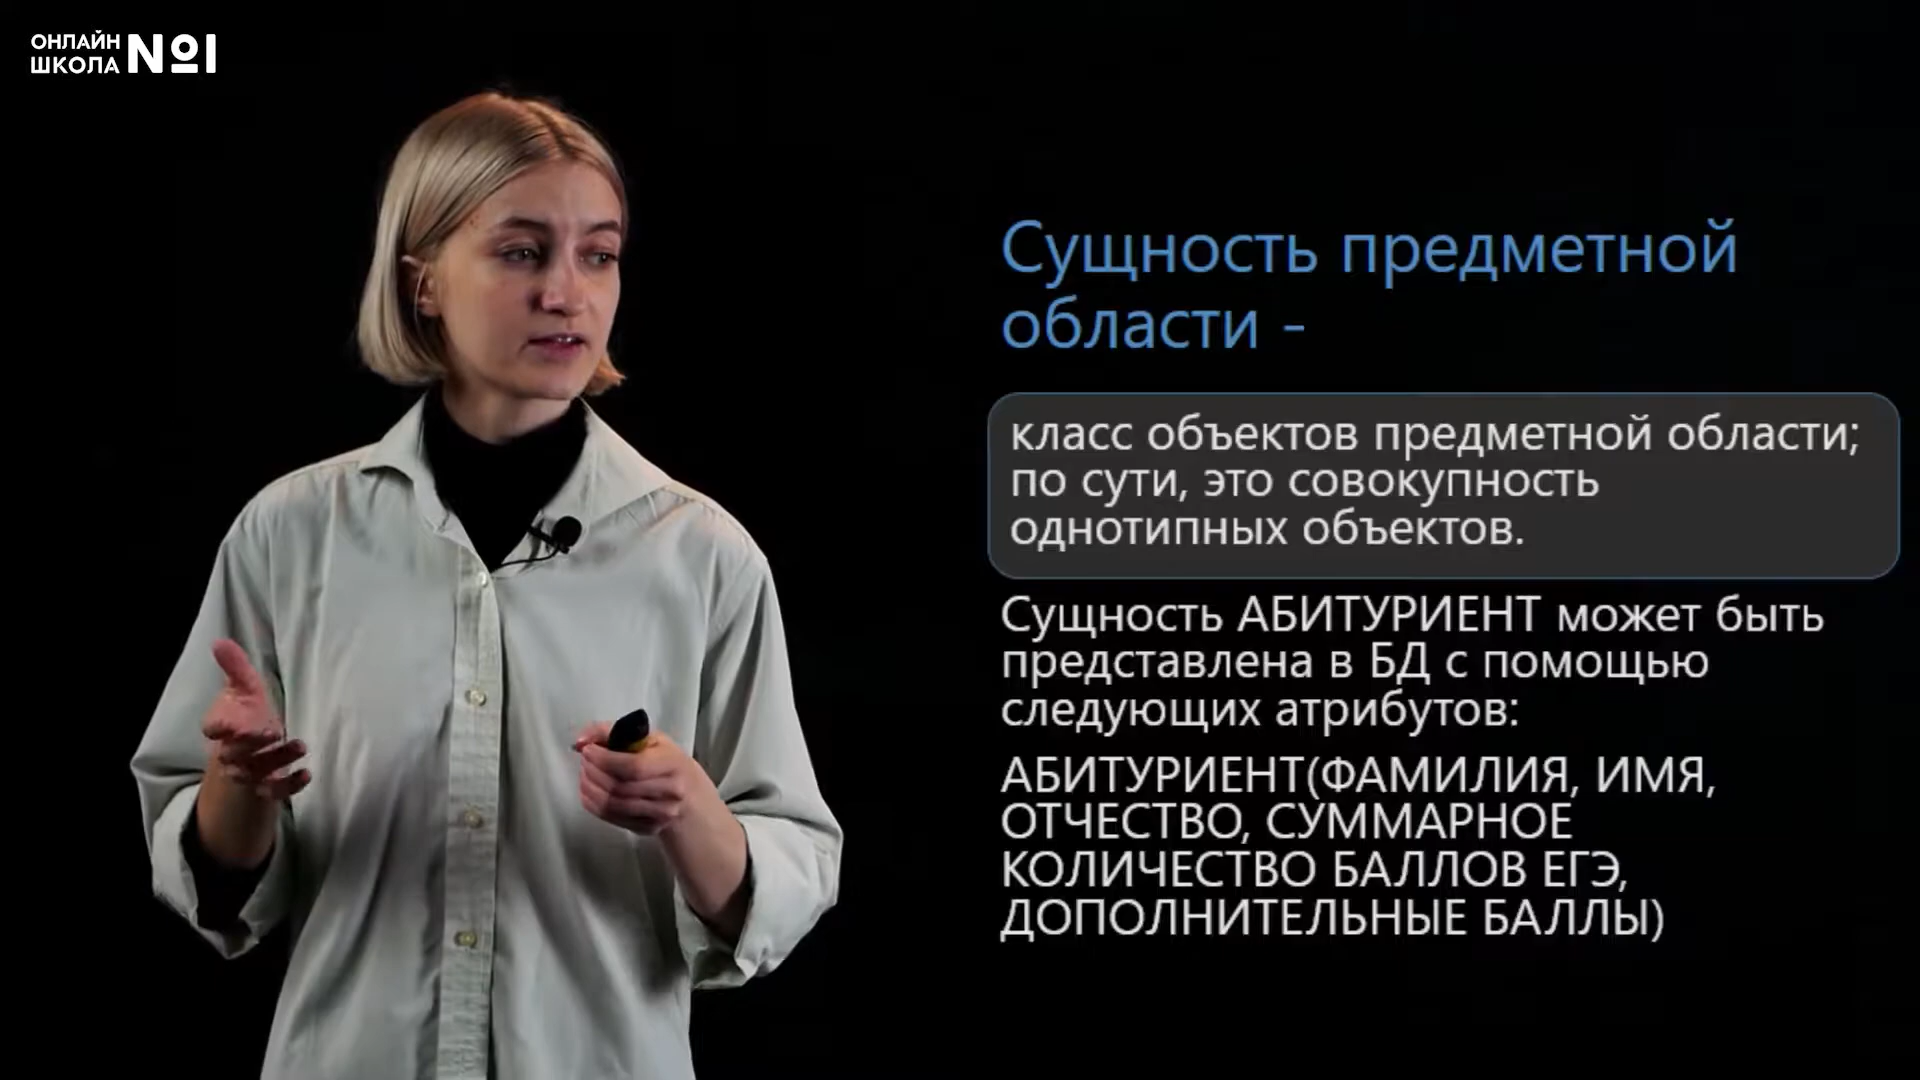 ОНЛАЙН
ШКОЛА №1
Сущность предметной
области -
класс объектов предметной области;
по сути, это совокупность
однотипных объектов.
Сущность АБИТУРИЕНТ может быть
представлена в БД с помощью
следующих атрибутов:
АБИТУРИЕНТ(ФАМИЛИЯ, ИМЯ,
ОТЧЕСТВО, СУММАРНОЕ
КОЛИЧЕСТВО БАЛЛОВ ЕГЭ,
ДОПОЛНИТЕЛЬНЫЕ БАЛЛЫ)